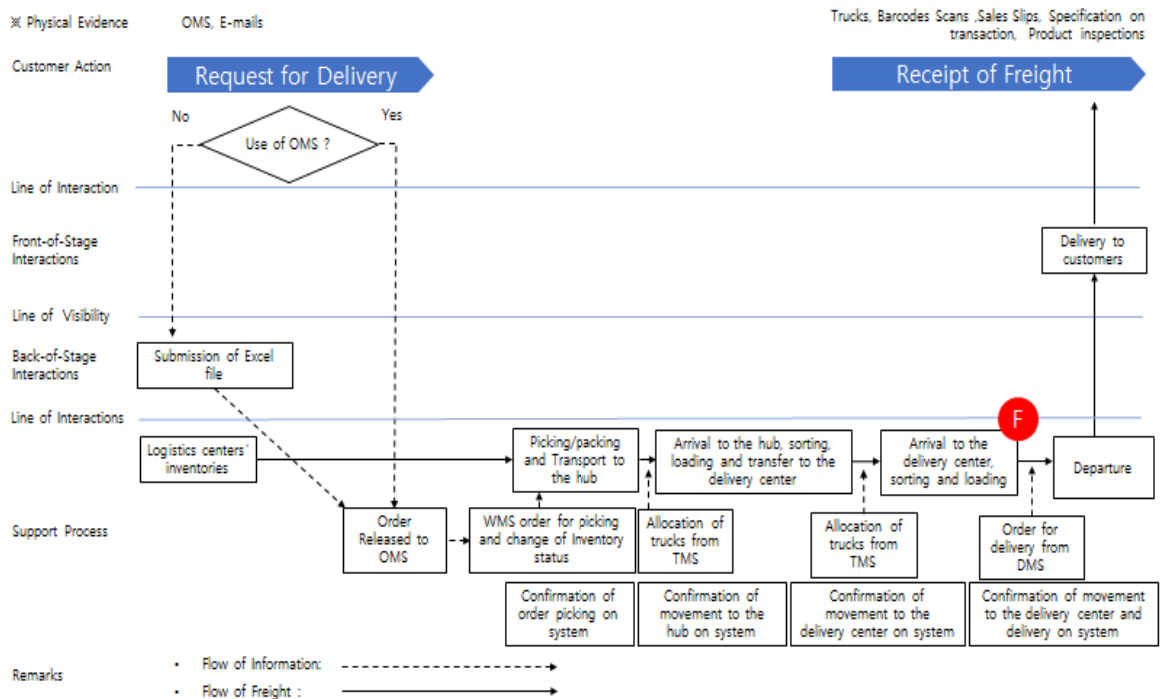 ※ Physical Evidence
OMS, E-mails
Trucks, Barcodes Scans ,Sales Slips, Specification on
transaction, Product inspections
Customer Action
Request for Delivery
Receipt of Freight
No
Yes
Use of OMS ?
Line of Interaction
Front-of-Stage
Interactions
Delivery to
customers
Line of Visibility
Back-of-Stage
Interactions
Submission of Excel
file
Line of Interactions
F
Logistics centers'
inventories
Picking/packing
and Transport to
the hub
Arrival to the hub, sorting,
loading and transfer to the
delivery center
Arrival to the
delivery center,
sorting and loading
Departure
Support Process
Order
Released to
OMS
WMS order for picking
and change of Inventory
status
Allocation of
trucks from
TMS
Allocation of
trucks from
TMS
Order for
delivery from
DMS
Confirmation of
order picking on
system
Confirmation of
movement to the
hub on system
Confirmation of
movement to the
delivery center on system
Confirmation of movement
to the delivery center and
delivery on system
Remarks
• Flow of Information:
• Flow of Freight :